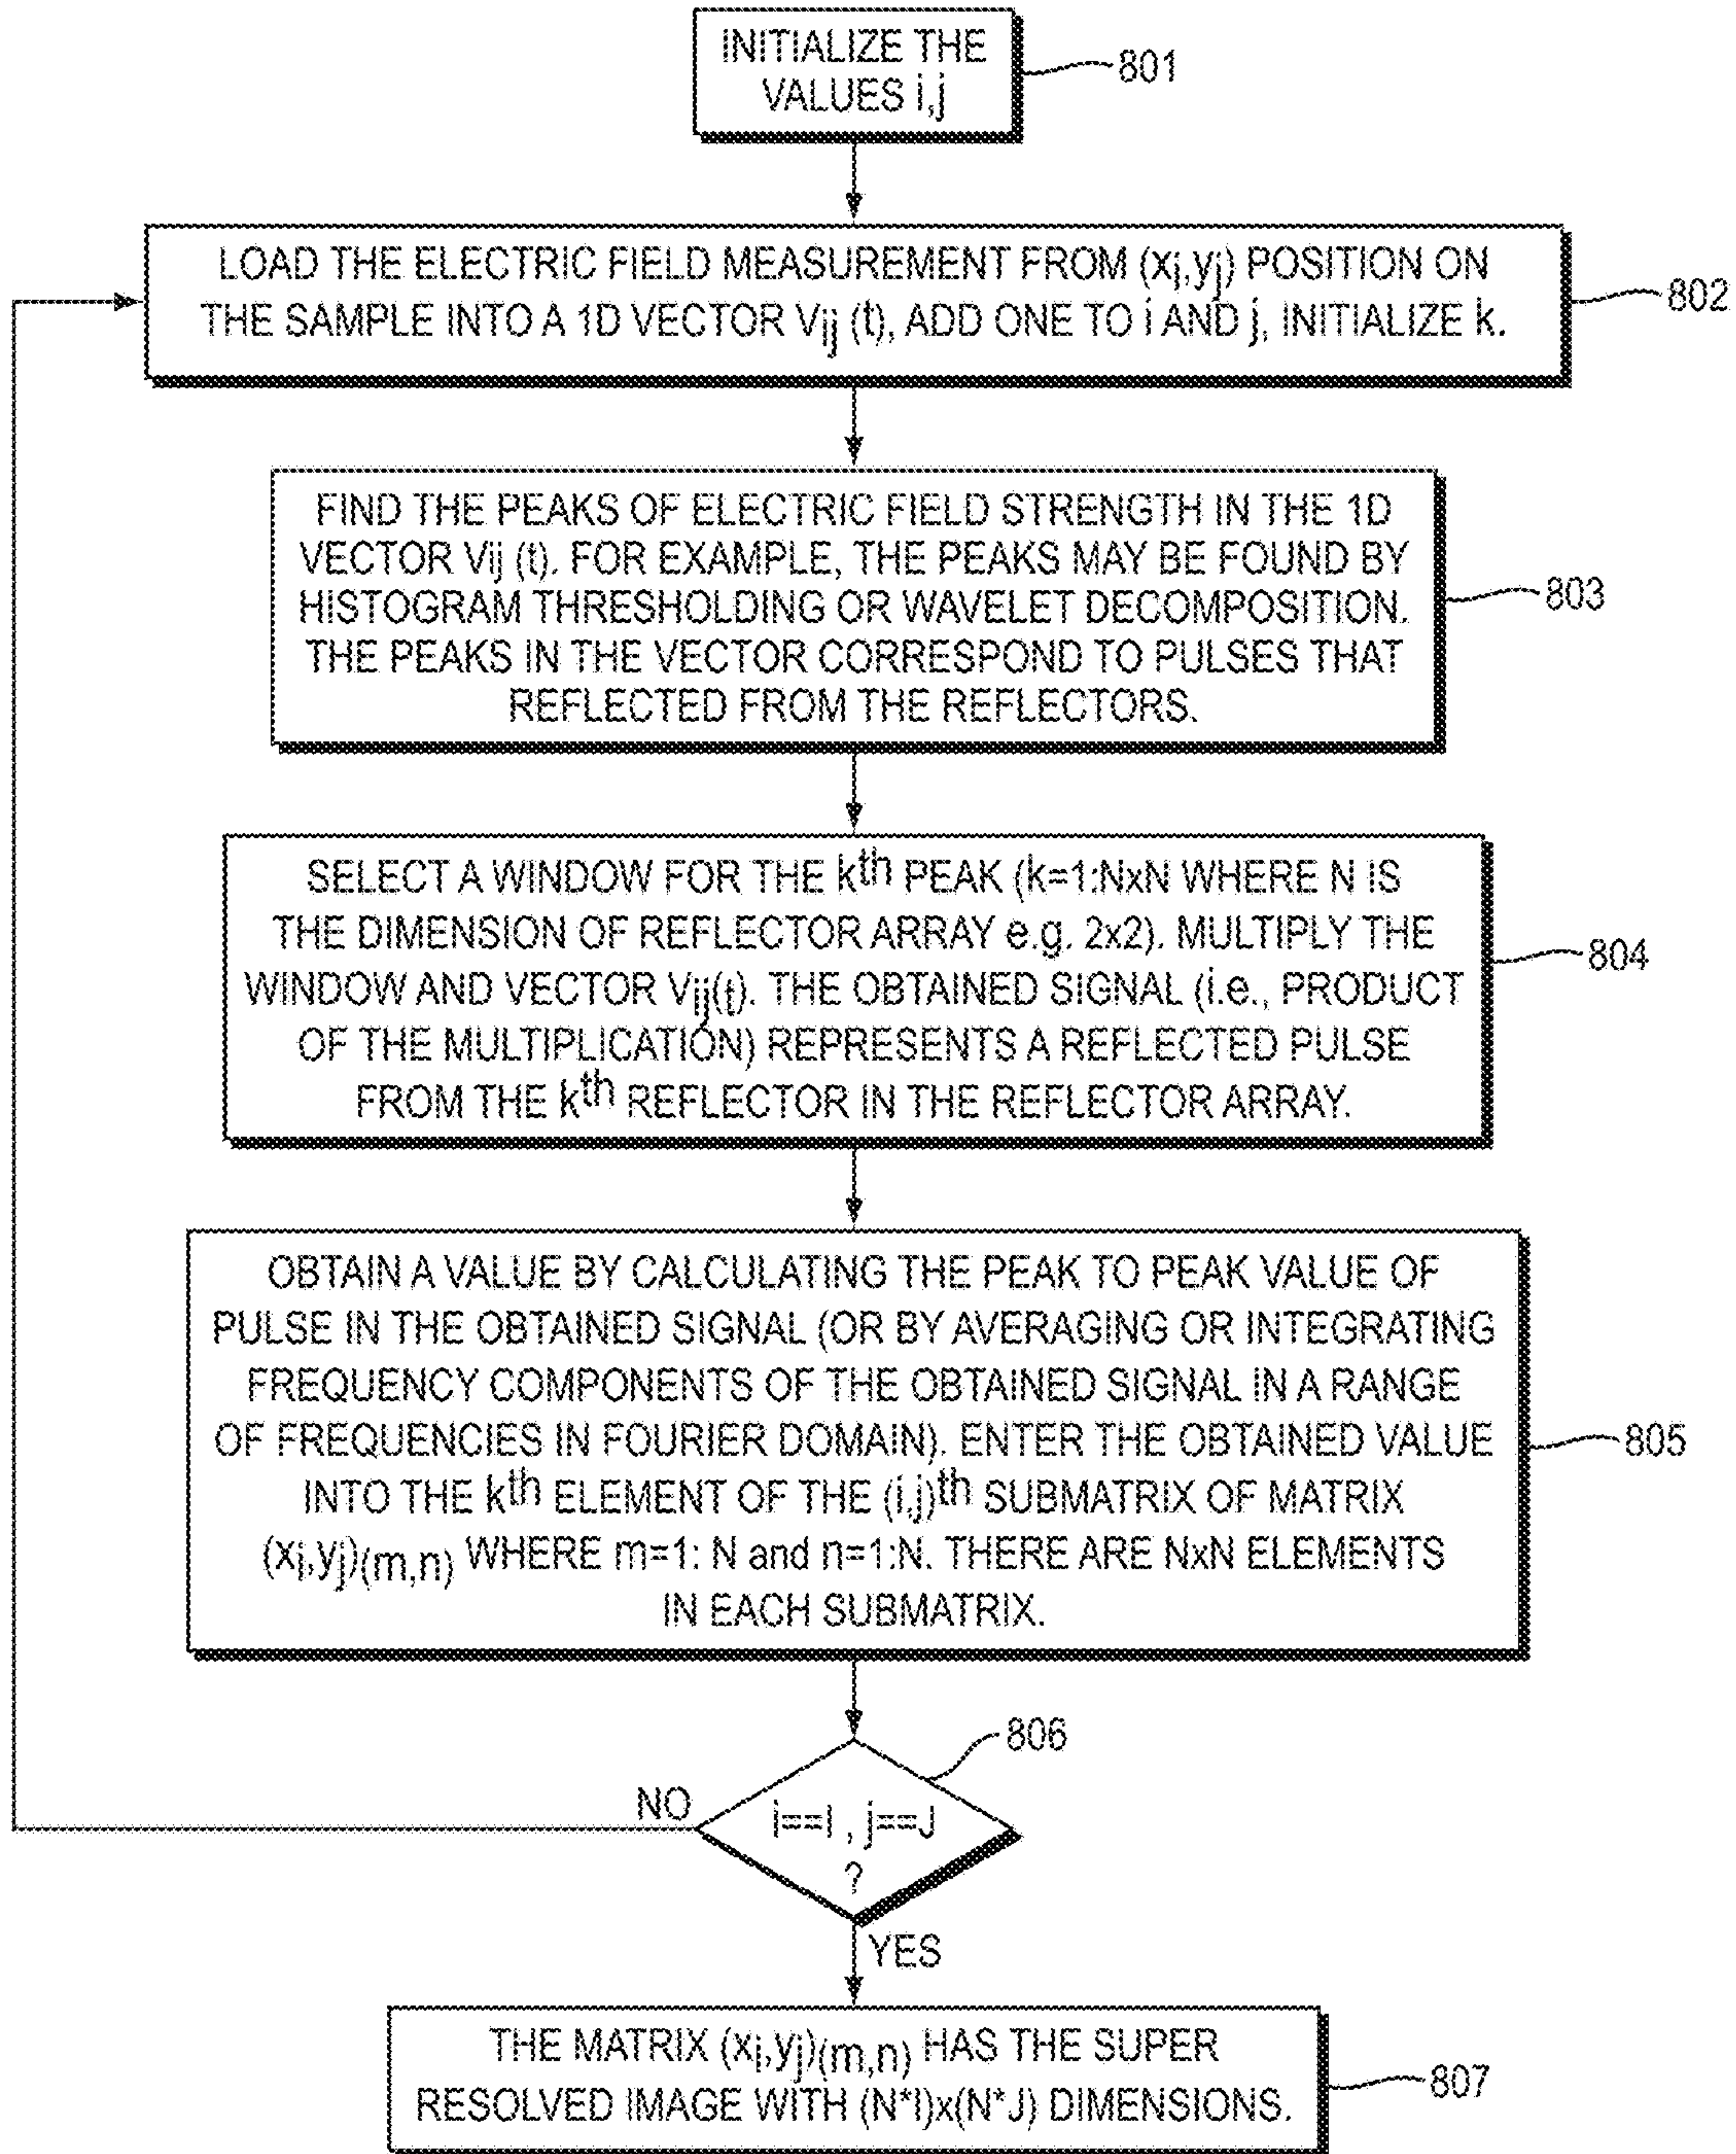 INITIALIZE THE
VALUES i,j
801
LOAD THE ELECTRIC FIELD MEASUREMENT FROM (xi,yj) POSITION ON
THE SAMPLE INTO A 1D VECTOR Vij (t), ADD ONE TO i AND j, INITIALIZE k.
802
FIND THE PEAKS OF ELECTRIC FIELD STRENGTH IN THE 1D
VECTOR Vij (t). FOR EXAMPLE, THE PEAKS MAY BE FOUND BY
HISTOGRAM THRESHOLDING OR WAVELET DECOMPOSITION.
THE PEAKS IN THE VECTOR CORRESPOND TO PULSES THAT
REFLECTED FROM THE REFLECTORS.
803
SELECT A WINDOW FOR THE kth PEAK (k=1:NxN WHERE N IS
THE DIMENSION OF REFLECTOR ARRAY e.g. 2x2). MULTIPLY THE
WINDOW AND VECTOR Vij(t). THE OBTAINED SIGNAL (i.e., PRODUCT
OF THE MULTIPLICATION) REPRESENTS A REFLECTED PULSE
FROM THE kth REFLECTOR IN THE REFLECTOR ARRAY.
804
OBTAIN A VALUE BY CALCULATING THE PEAK TO PEAK VALUE OF
PULSE IN THE OBTAINED SIGNAL (OR BY AVERAGING OR INTEGRATING
FREQUENCY COMPONENTS OF THE OBTAINED SIGNAL IN A RANGE
OF FREQUENCIES IN FOURIER DOMAIN). ENTER THE OBTAINED VALUE
INTO THE kth ELEMENT OF THE (i,j)th SUBMATRIX OF MATRIX
(xi,yj)(m,n) WHERE m=1: N and n=1:N. THERE ARE NxN ELEMENTS
IN EACH SUBMATRIX.
805
806
NO
i==I , j==J
?
YES
THE MATRIX (xi,yj)(m,n) HAS THE SUPER
RESOLVED IMAGE WITH (N*I)x(N*J) DIMENSIONS.
807